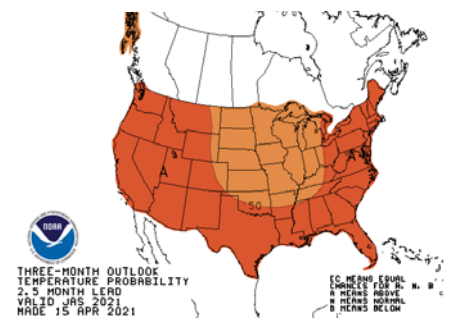 A
A
50
NOAA
THREE-MONTH OUTLOOK
TEMPERATURE PROBABILITY
2.5 MONTH LEAD
VALID JAS 2021
MADE 15 APR 2021
EC MEANS EQUAL
CHANCES FOR A, N, B
A MEANS ABOVE
N MEANS NORMAL
B MEANS BELOW